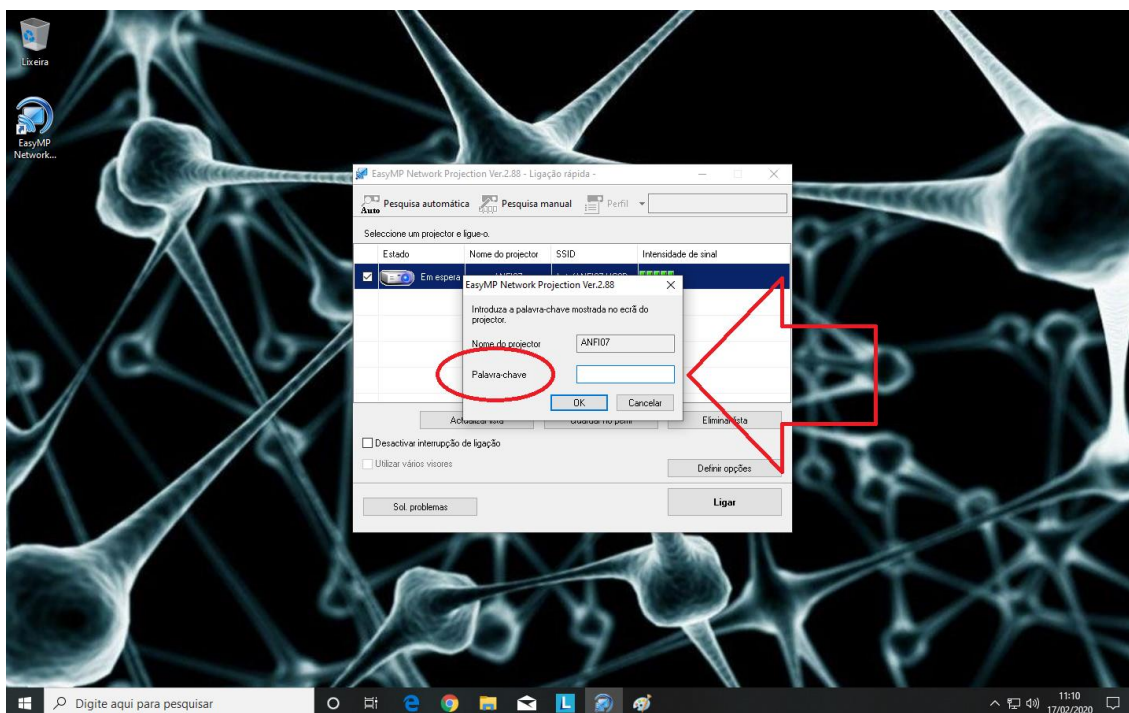 Lixeira
EasyMP
Network...
EasyMP Network Projection Ver.2.88 - Ligação rápida -
Auto Pesquisa automática Pesquisa manual Perfil
Seleccione um projector e ligue-o.
Estado Nome do projector SSID Intensidade de sinal
Em espera
EasyMP Network Projection Ver.2.88
Introduza a palavra-chave mostrada no ecrã do
projector.
Nome do projector ANFI07
Palavra-chave
OK Cancelar
Eliminar lista
Desactivar interrupção de ligação
Utilizar vários visores
Definir opções
Sol. problemas Ligar
Digite aqui para pesquisar
11:10
17/02/2020